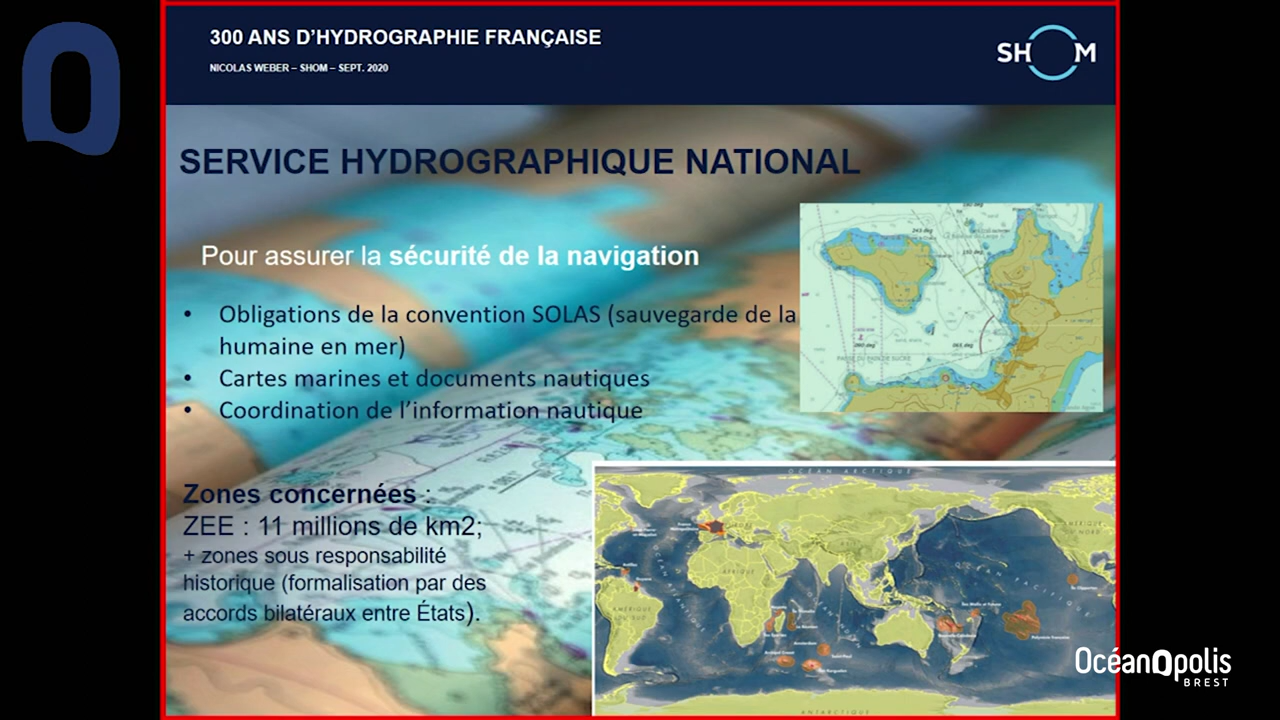 300 ANS D'HYDROGRAPHIE FRANÇAISE
NICOLAS WEBER – SHOM – SEPT. 2020
SHOM
SERVICE HYDROGRAPHIQUE NATIONAL
Pour assurer la sécurité de la navigation
• Obligations de la convention SOLAS (sauvegarde de la
humaine en mer)
• Cartes marines et documents nautiques
• Coordination de l'information nautique
Zones concernées :
ZEE : 11 millions de km2;
+ zones sous responsabilité
historique (formalisation par des
accords bilatéraux entre États).
OCÉAN ARCTIQUE
AFRIQUE
ANTARCTIQUE
OcéanOpolis
BREST